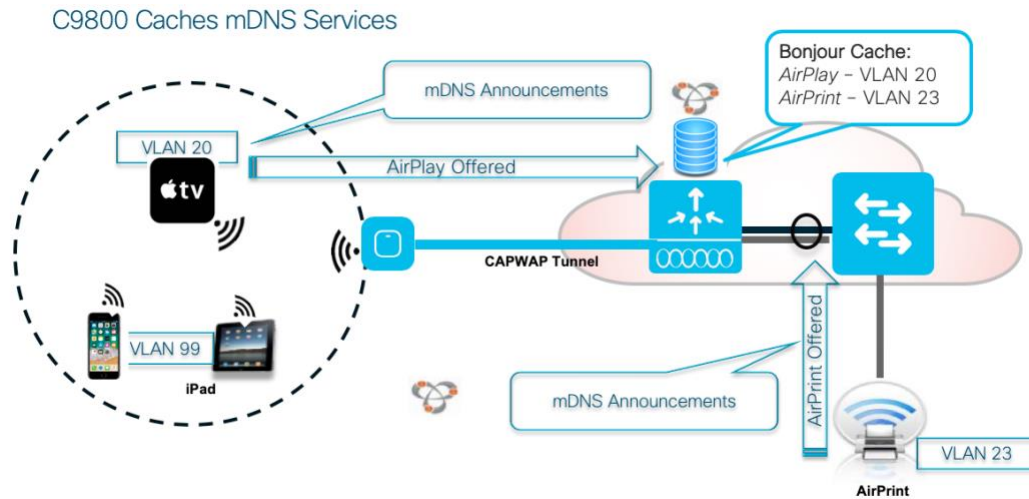 C9800 Caches mDNS Services
Bonjour Cache:
AirPlay – VLAN 20
AirPrint – VLAN 23
mDNS Announcements
VLAN 20
tv
AirPlay Offered
CAPWAP Tunnel
VLAN 99
iPad
AirPrint Offered
mDNS Announcements
VLAN 23
AirPrint